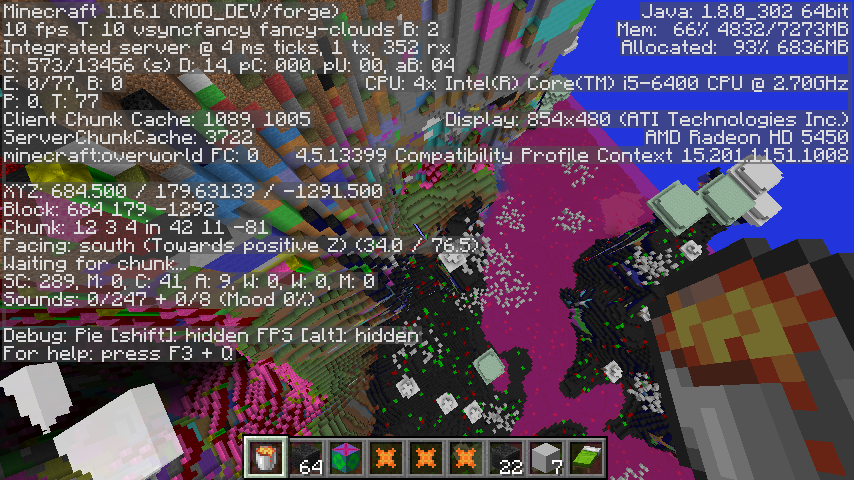 Minecraft 1.16.1 (MOD_DEV/forge)
10 fps T: 10 vsyncfancy fancy-clouds B: 2
Integrated server @ 4 ms ticks, 1 tx, 352 rx
C: 573/13456 (s) D: 14, pC: 000, pU: 00, aB: 04
E: 0/77, B: 0
P: 0. T: 77
Client Chunk Cache: 1089, 1005
ServerChunkCache: 3722
minecraft:overworld FC: 0
XYZ: 684.500 / 179.63133 / -1291.500
Block: 684 179 -1292
Chunk: 12 3 4 in 42 11 -81
Facing: south (Towards positive Z) (34.0 / 76.5)
Waiting for chunk...
SC: 289, M: 0, C: 41, A: 9, W: 0, W: 0, M: 0
Sounds: 0/247 + 0/8 (Mood 0%)
Debug: Pie [shift]: hidden FPS [alt]: hidden
For help: press F3 + Q
Java: 1.8.0_302 64bit
Mem: 66% 4832/7273MB
Allocated: 93% 6836MB
CPU: 4x Intel(R) Core(TM) i5-6400 CPU @ 2.70GHz
Display: 854x480 (ATI Technologies Inc.)
AMD Radeon HD 5450
4.5.13399 Compatibility Profile Context 15.201.1151.1008
64
22
7